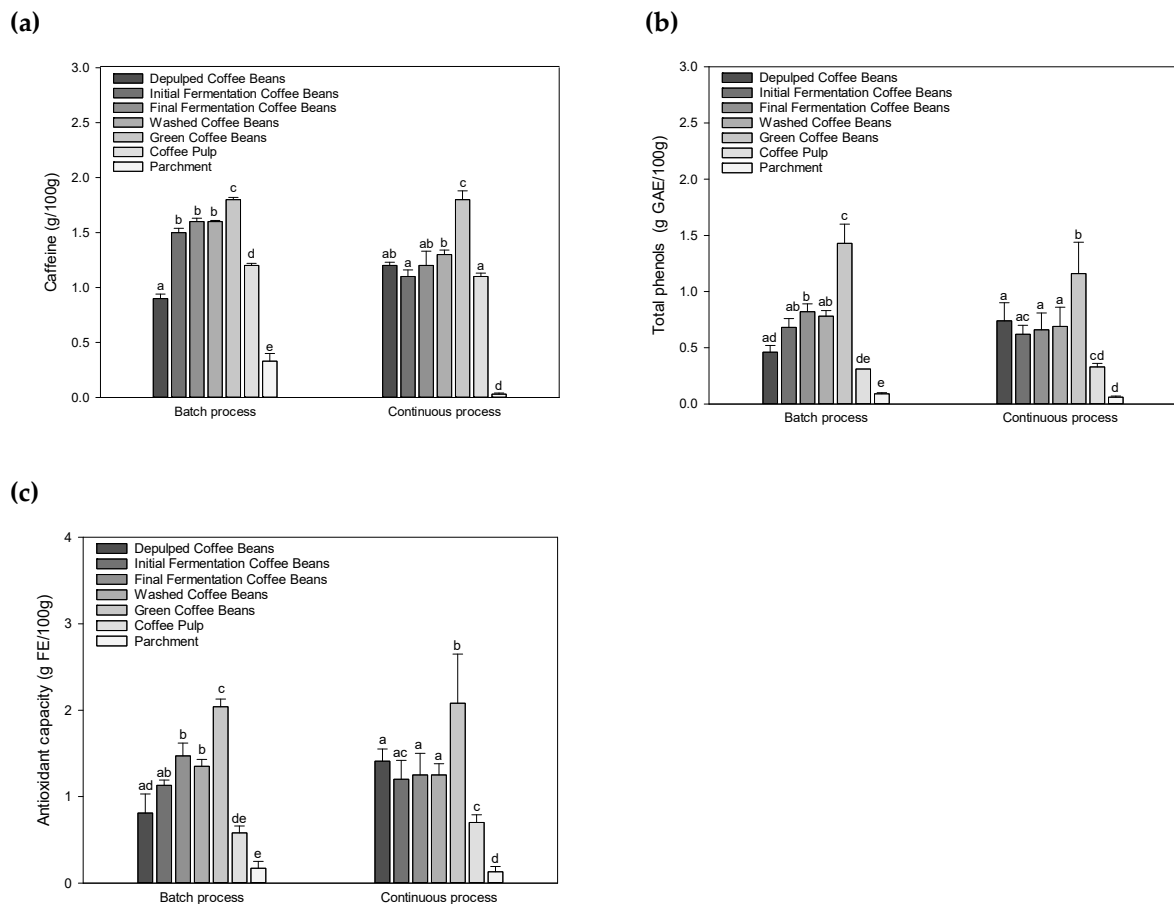 (a)
3.0
2.5
2.0
1.5
1.0
0.5
0.0
Caffeine (g/100g)
Depulped Coffee Beans
Initial Fermentation Coffee Beans
Final Fermentation Coffee Beans
Washed Coffee Beans
Green Coffee Beans
Coffee Pulp
Parchment
a b b b c d e
ab a ab b c a d
Batch process Continuous process
(b)
3.0
2.5
2.0
1.5
1.0
0.5
0.0
Total phenols (g GAE/100g)
Depulped Coffee Beans
Initial Fermentation Coffee Beans
Final Fermentation Coffee Beans
Washed Coffee Beans
Green Coffee Beans
Coffee Pulp
Parchment
ad ab b ab c de e
a ac a a b cd d
Batch process Continuous process
(c)
4
3
2
1
0
Antioxidant capacity (g FE/100g)
Depulped Coffee Beans
Initial Fermentation Coffee Beans
Final Fermentation Coffee Beans
Washed Coffee Beans
Green Coffee Beans
Coffee Pulp
Parchment
ad ab b b c de e
a ac a a b c d
Batch process Continuous process